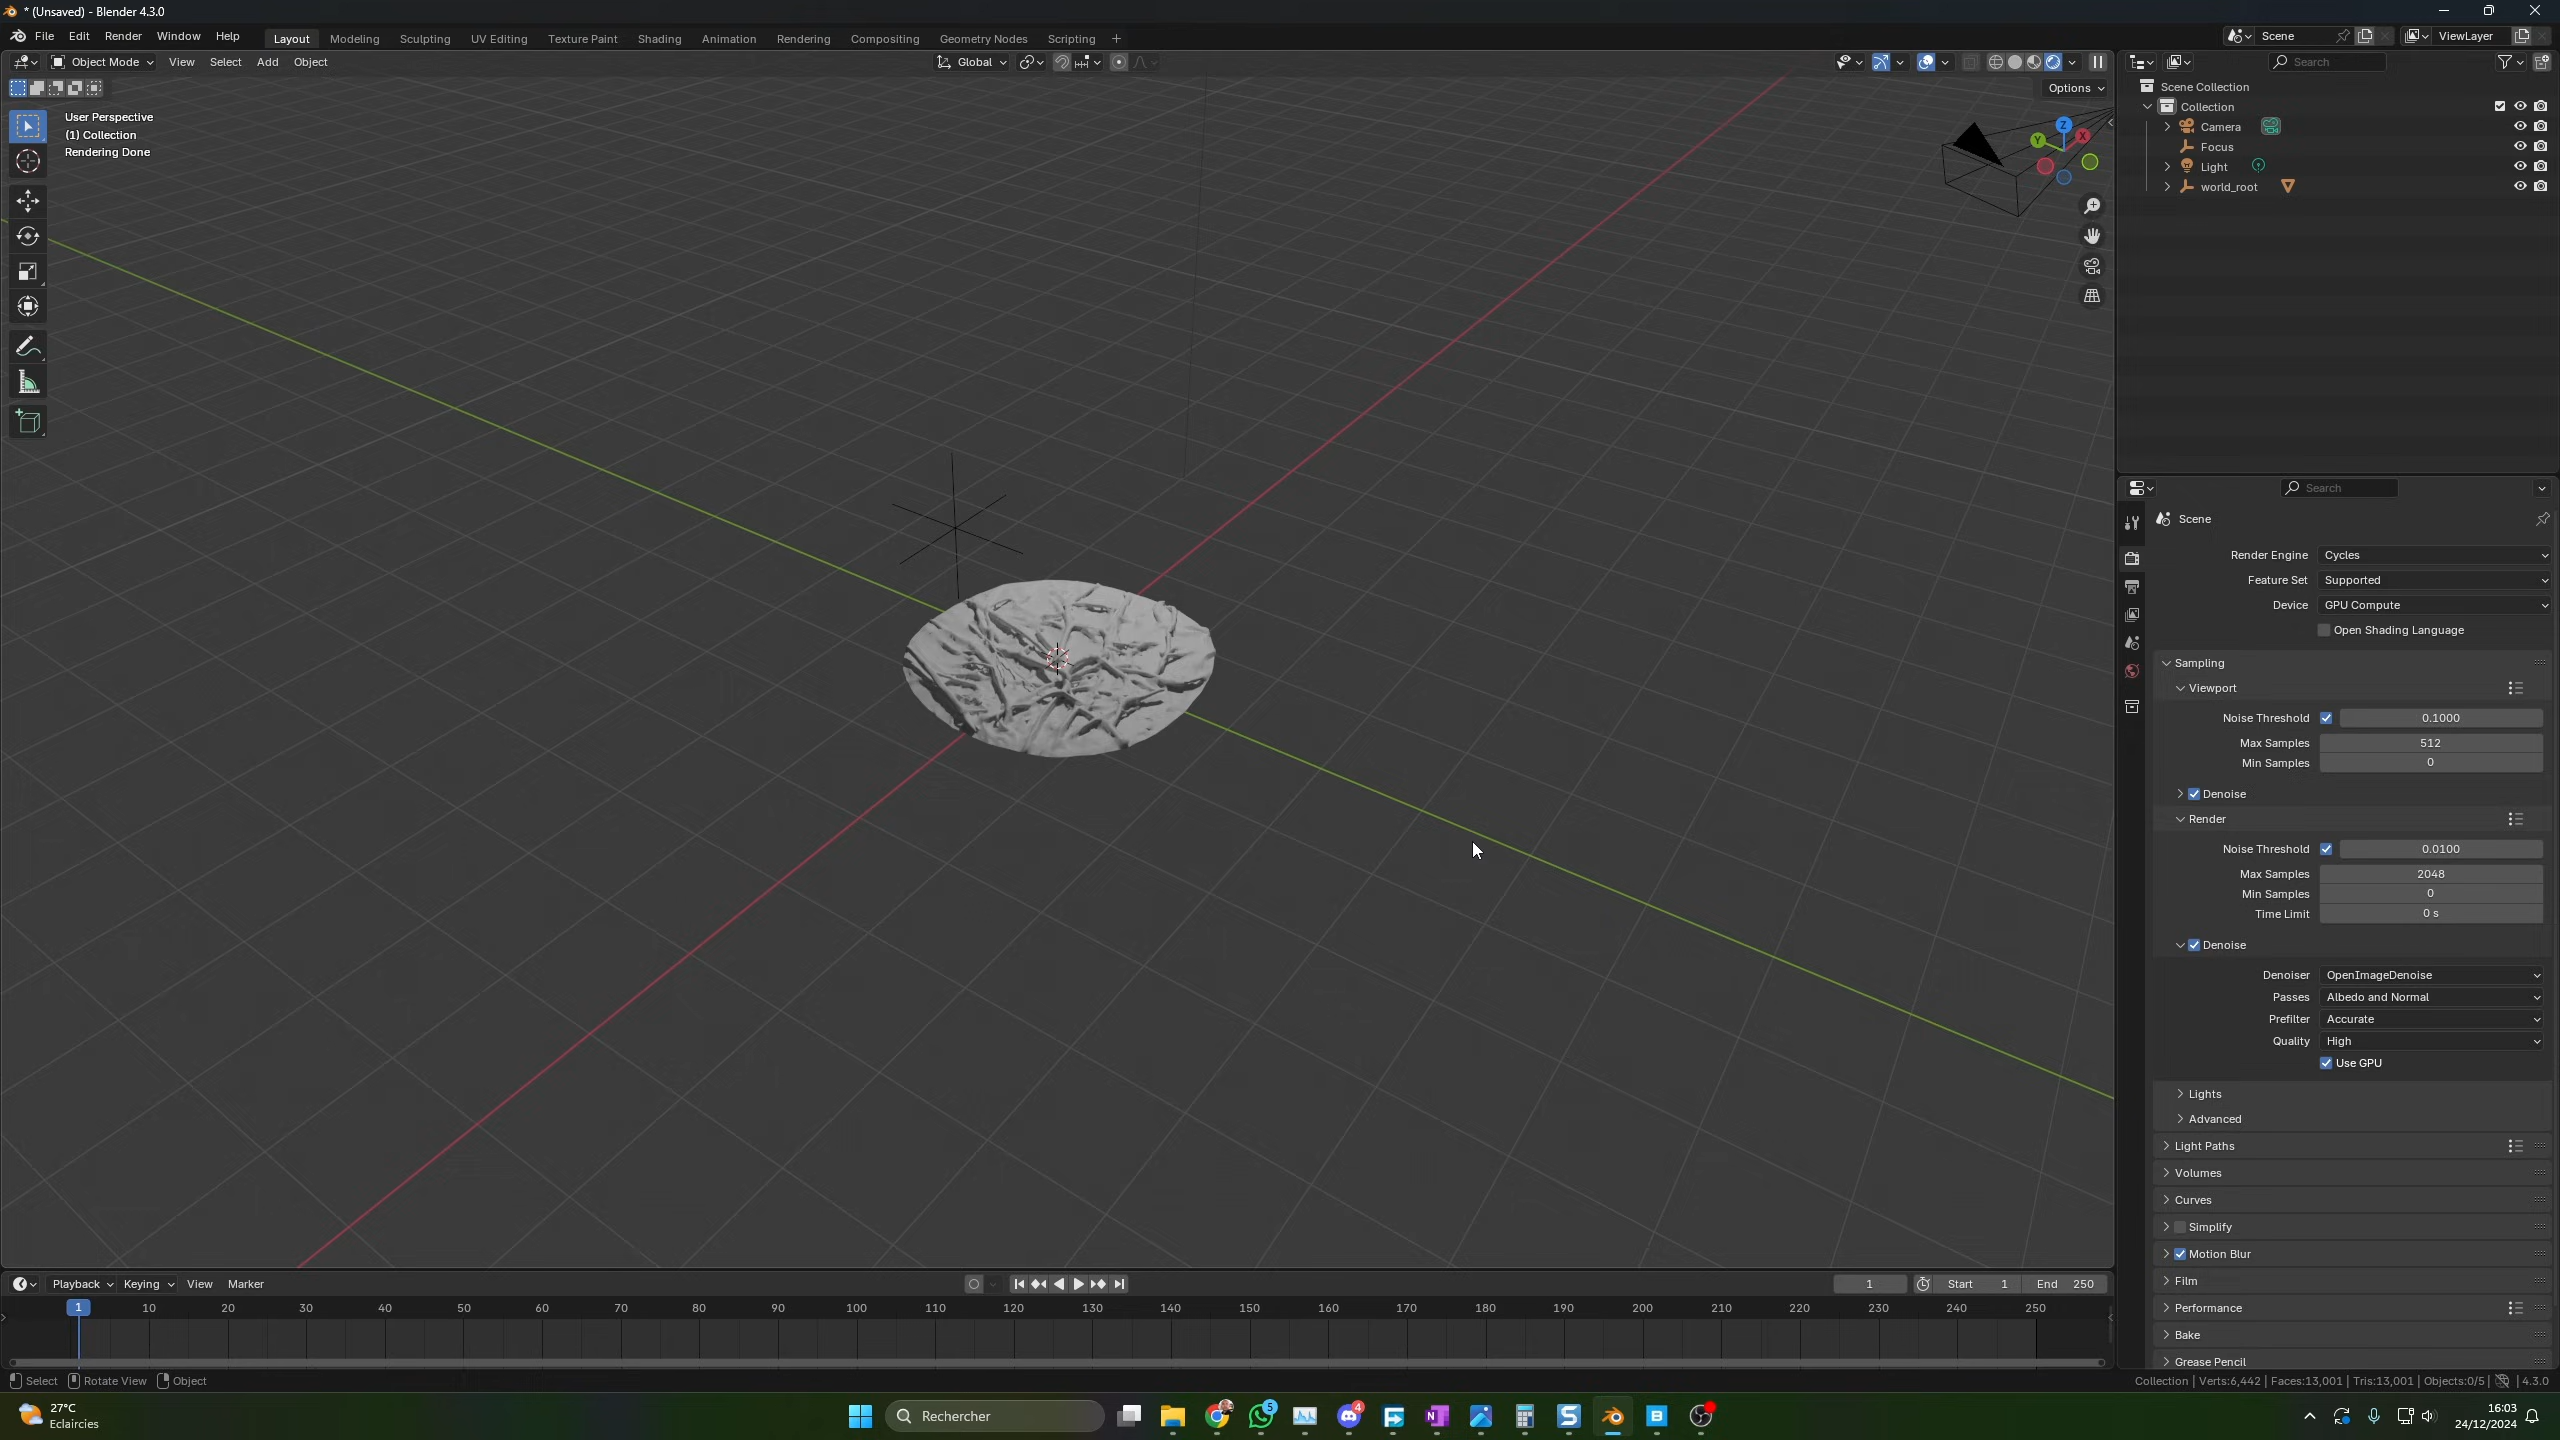 * (Unsaved) - Blender 4.3.0
File Edit Render Window Help Layout Modeling Sculpting UV Editing Texture Paint Shading Animation Rendering Compositing Geometry Nodes Scripting + Scene ViewLayer
Object Mode View Select Add Object Global Search
Options
User Perspective
(1) Collection
Rendering Done
Z
Y X
Scene Collection
Collection
Camera
Focus
Light
world_root
Search
Scene
Render Engine Cycles
Feature Set Supported
Device GPU Compute
Open Shading Language
Sampling
Viewport
Noise Threshold 0.1000
Max Samples 512
Min Samples 0
Denoise
Render
Noise Threshold 0.0100
Max Samples 2048
Min Samples 0
Time Limit 0 s
Denoise
Denoiser OpenImageDenoise
Passes Albedo and Normal
Prefilter Accurate
Quality High
Use GPU
Lights
Advanced
Light Paths
Volumes
Curves
Simplify
Motion Blur
Film
Performance
Bake
Grease Pencil
Playback Keying View Marker 1 Start 1 End 250
1 10 20 30 40 50 60 70 80 90 100 110 120 130 140 150 160 170 180 190 200 210 220 230 240 250
Select Rotate View Object Collection | Verts:6,442 | Faces:13,001 | Tris:13,001 | Objects:0/5 | 4.3.0
27°C
Eclaircies
Rechercher
5
4
16:03
24/12/2024